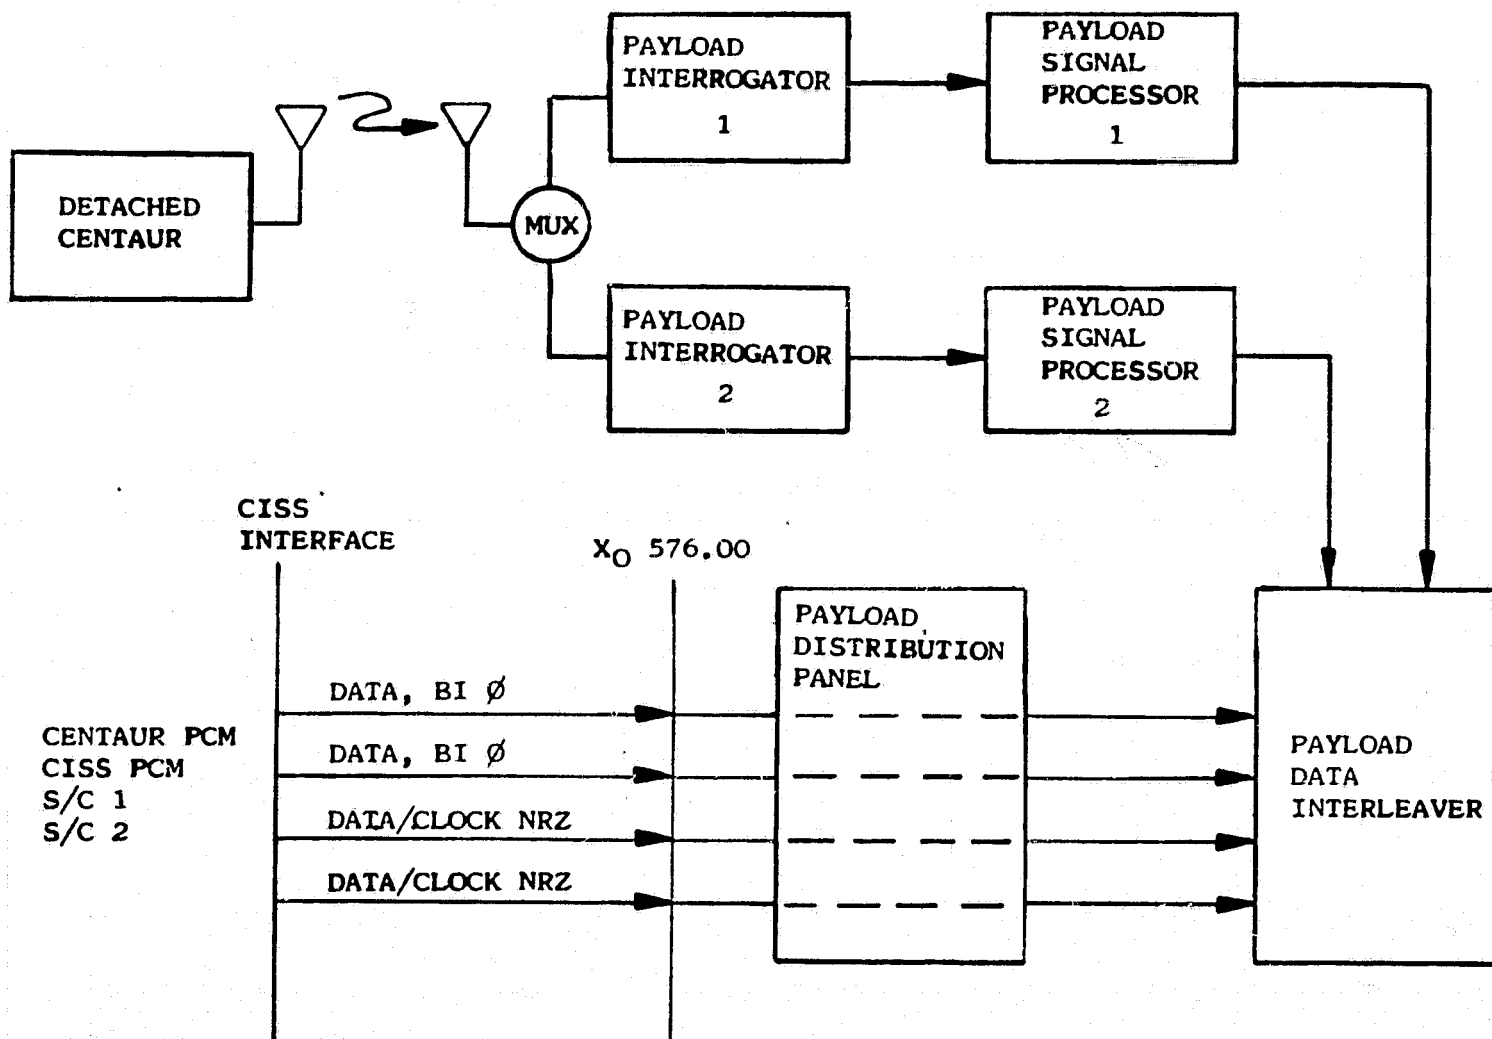 PAYLOAD
INTERROGATOR
1
PAYLOAD
SIGNAL
PROCESSOR
1
DETACHED
CENTAUR
MUX
PAYLOAD
INTERROGATOR
2
PAYLOAD
SIGNAL
PROCESSOR
2
CISS
INTERFACE
X₀ 576.00
PAYLOAD
DISTRIBUTION
PANEL
DATA, BI Ø
DATA, BI Ø
DATA/CLOCK NRZ
DATA/CLOCK NRZ
CENTAUR PCM
CISS PCM
S/C 1
S/C 2
PAYLOAD
DATA
INTERLEAVER